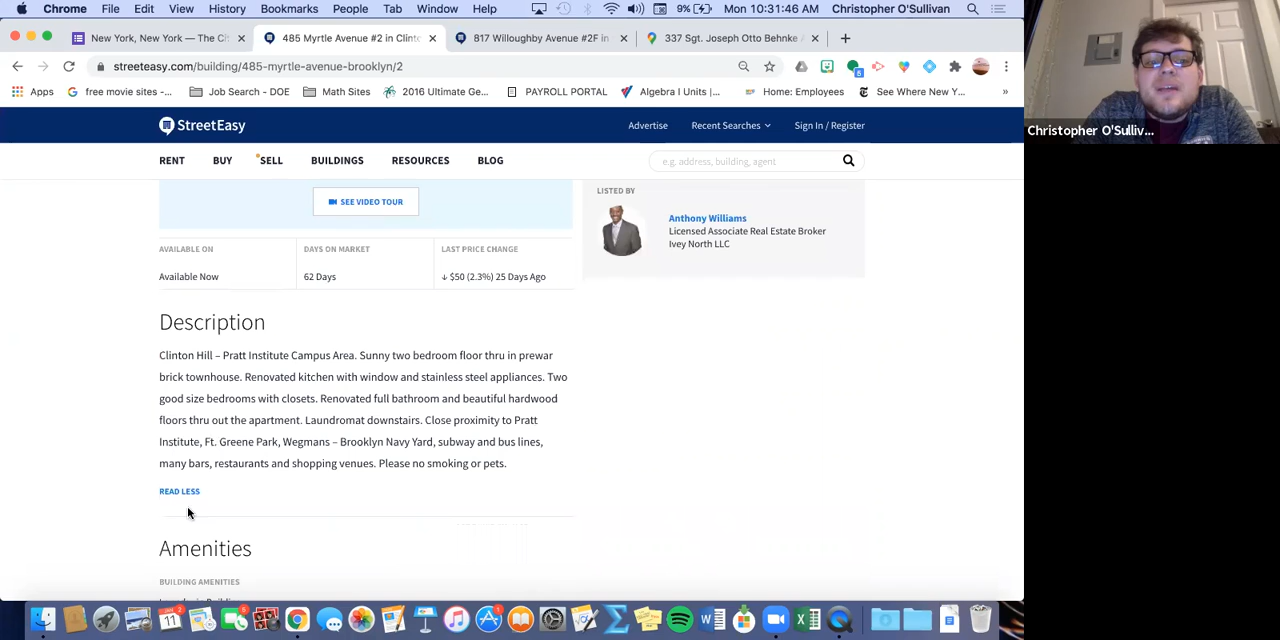 Chrome File Edit View History Bookmarks People Tab Window Help 9% Mon 10:31:46 AM Christopher O'Sullivan
New York, New York — The Ci
485 Myrtle Avenue #2 in Clint
817 Willoughby Avenue #2F in
337 Sgt. Joseph Otto Behnke
streeteasy.com/building/485-myrtle-avenue-brooklyn/2
Apps free movie sites -... Job Search - DOE Math Sites 2016 Ultimate Ge... PAYROLL PORTAL Algebra I Units |... Home: Employees See Where New Y... »
StreetEasy
Advertise Recent Searches Sign In / Register
RENT BUY SELL BUILDINGS RESOURCES BLOG
e.g. address, building, agent
SEE VIDEO TOUR
LISTED BY
Anthony Williams
Licensed Associate Real Estate Broker
Ivey North LLC
AVAILABLE ON DAYS ON MARKET LAST PRICE CHANGE
Available Now 62 Days ↓ $50 (2.3%) 25 Days Ago
Description
Clinton Hill – Pratt Institute Campus Area. Sunny two bedroom floor thru in prewar
brick townhouse. Renovated kitchen with window and stainless steel appliances. Two
good size bedrooms with closets. Renovated full bathroom and beautiful hardwood
floors thru out the apartment. Laundromat downstairs. Close proximity to Pratt
Institute, Ft. Greene Park, Wegmans – Brooklyn Navy Yard, subway and bus lines,
many bars, restaurants and shopping venues. Please no smoking or pets.
READ LESS
Amenities
BUILDING AMENITIES
Christopher O'Sulliv...